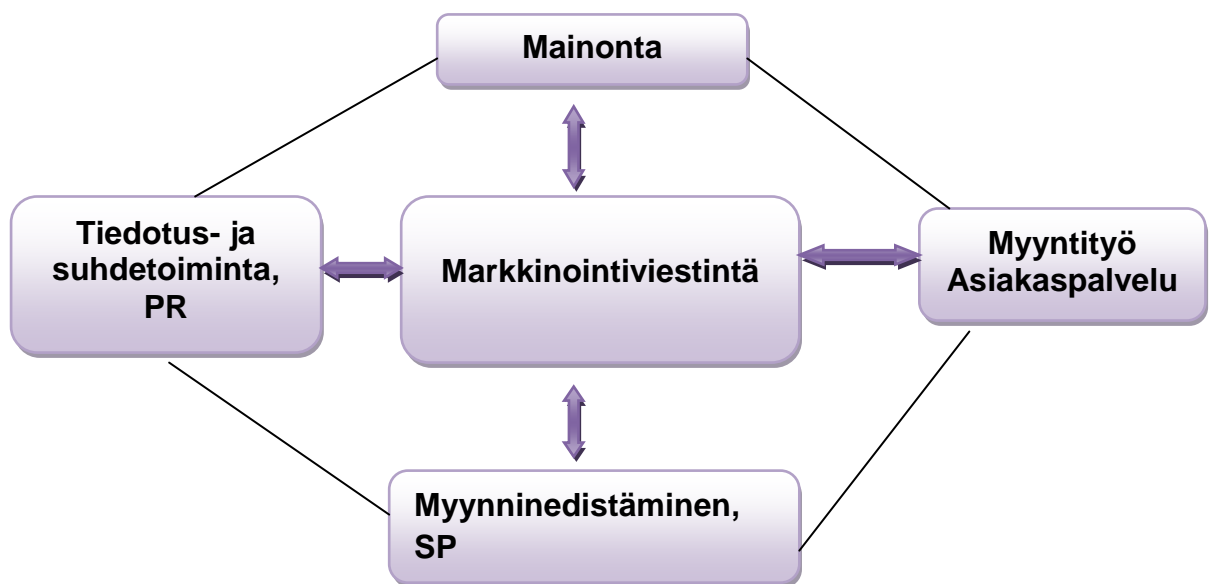 Mainonta
Tiedotus- ja
suhdetoiminta,
PR
Markkinointiviestintä
Myyntityö
Asiakaspalvelu
Myynninedistäminen,
SP